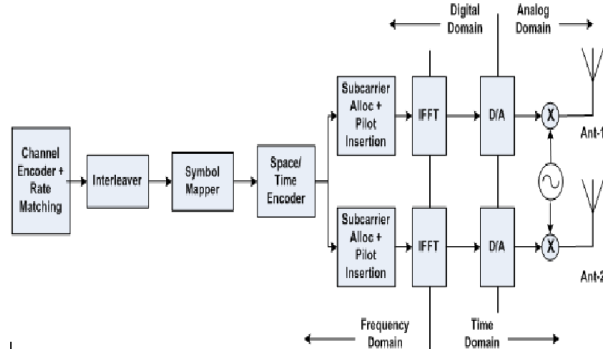 Digital
Domain
Analog
Domain
Channel
Encoder +
Rate
Matching
Interleaver
Symbol
Mapper
Space/
Time
Encoder
Subcarrier
Alloc +
Pilot
Insertion
IFFT
D/A
X
Ant-1
Subcarrier
Alloc +
Pilot
Insertion
IFFT
D/A
X
Ant-2
Frequency
Domain
Time
Domain